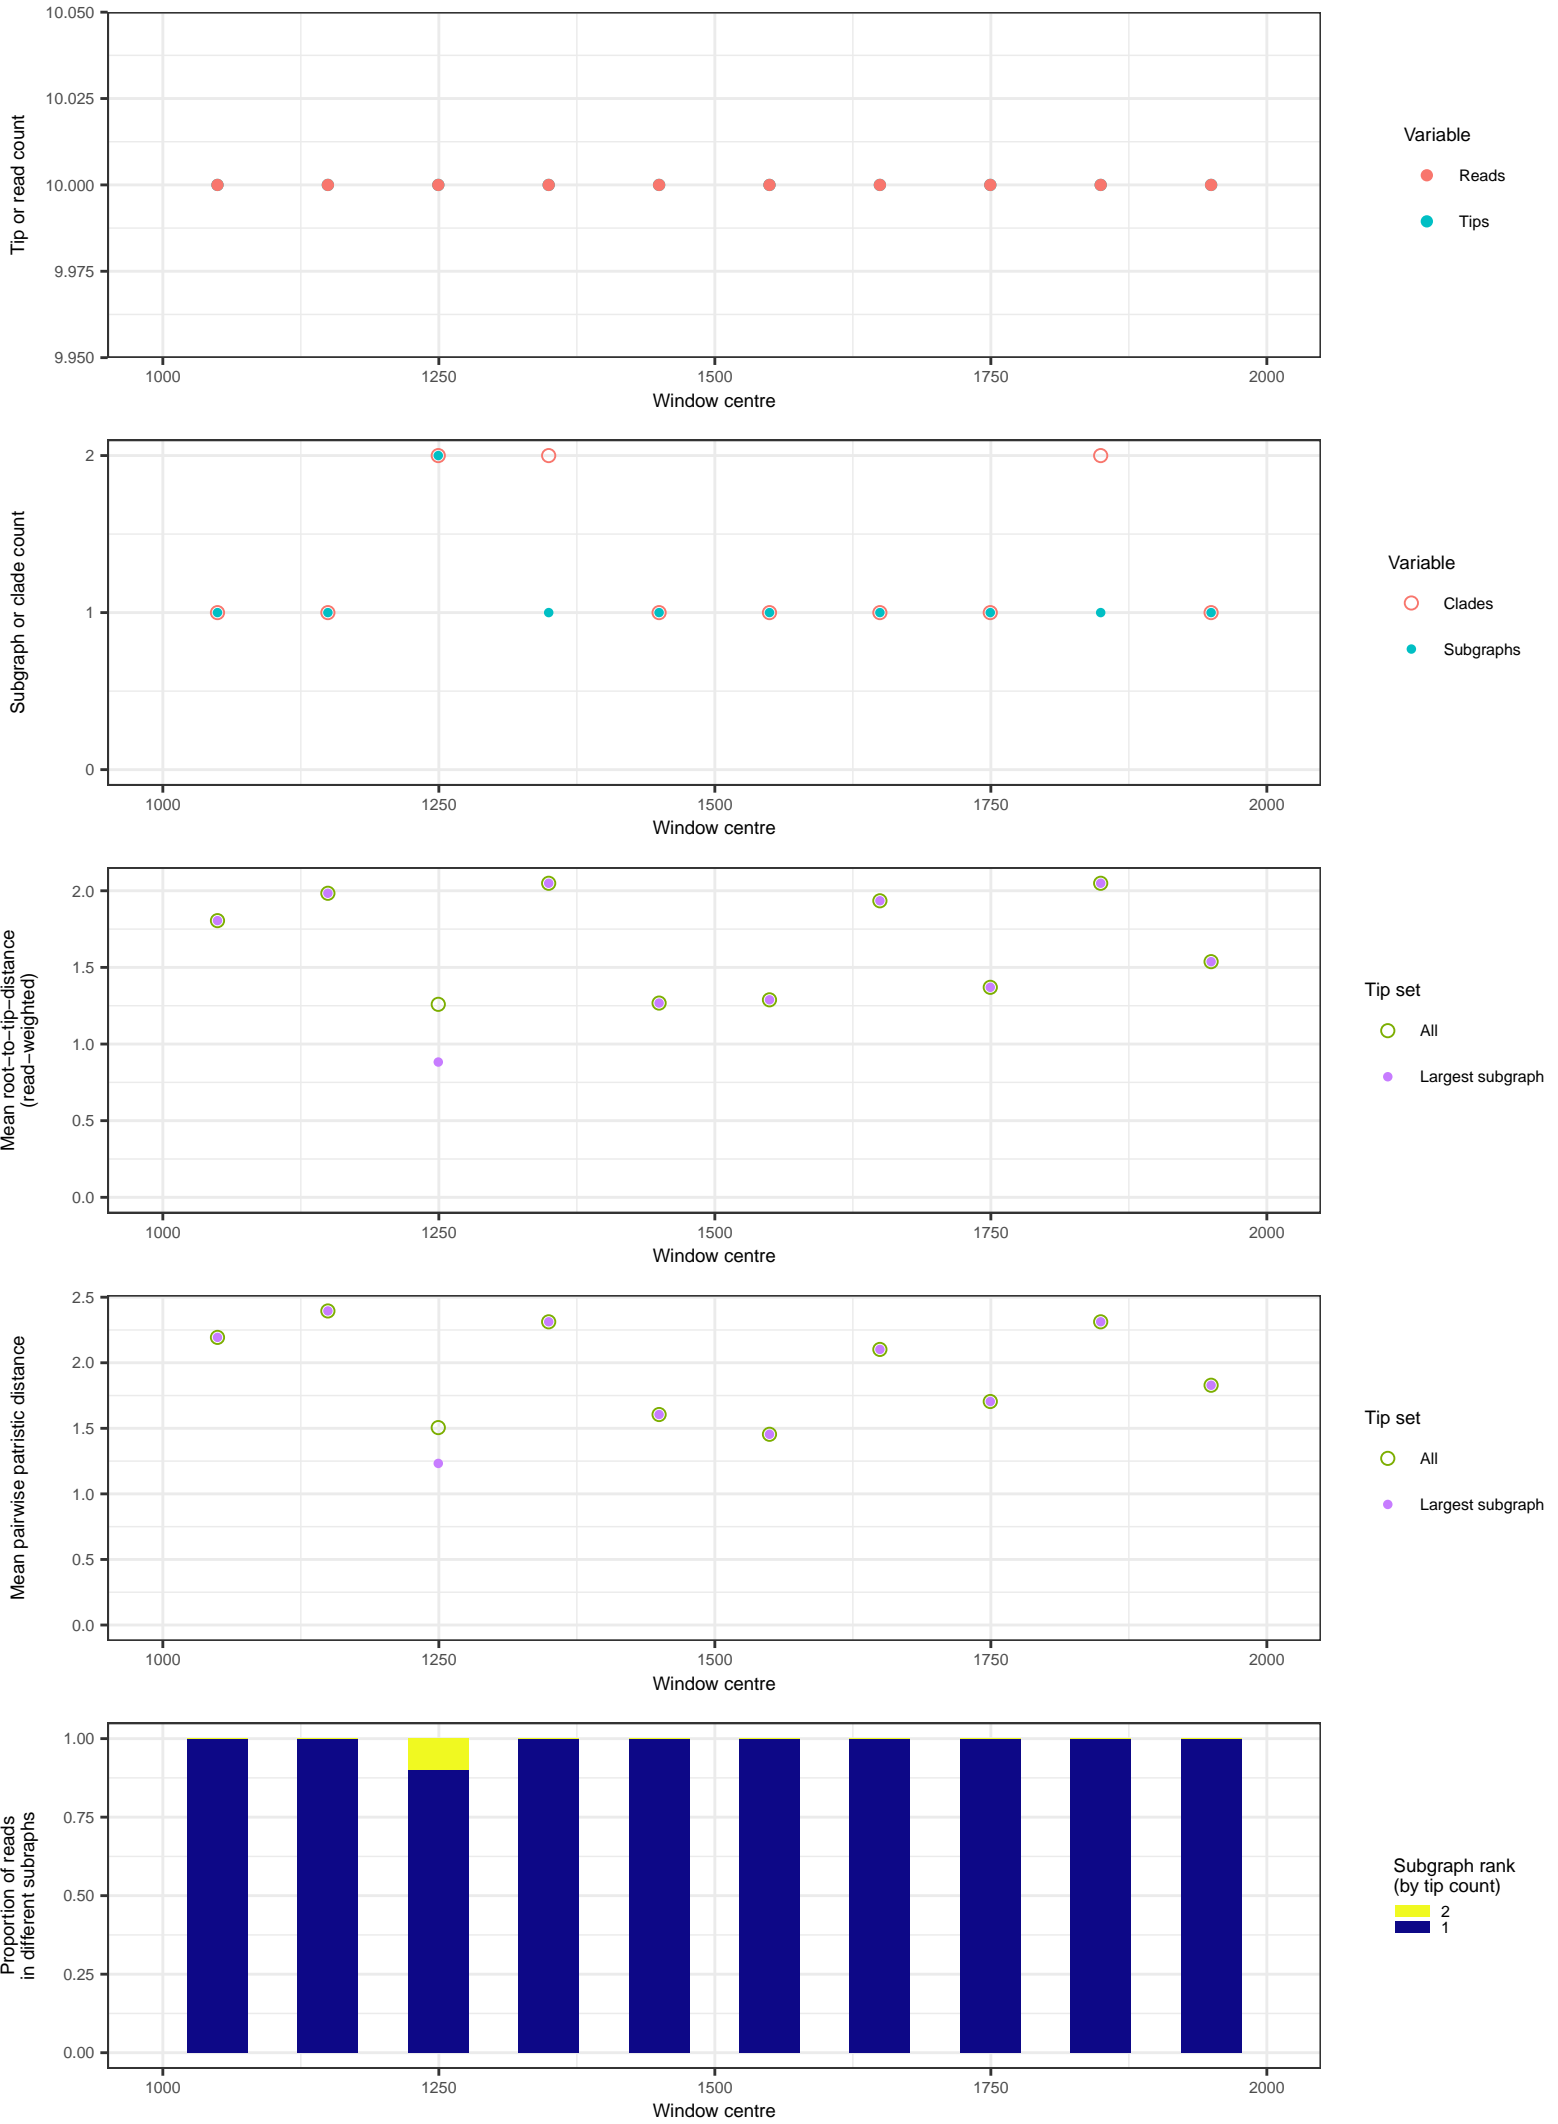 10.050
10.025
10.000
9.975
9.950
Tip or read count
1000 1250 1500 1750 2000
Window centre
Variable
Reads
Tips
2
1
0
Subgraph or clade count
1000 1250 1500 1750 2000
Window centre
Variable
Clades
Subgraphs
2.0
1.5
1.0
0.5
0.0
Mean root−to−tip−distance
(read−weighted)
1000 1250 1500 1750 2000
Window centre
Tip set
All
Largest subgraph
2.5
2.0
1.5
1.0
0.5
0.0
Mean pairwise patristic distance
1000 1250 1500 1750 2000
Window centre
Tip set
All
Largest subgraph
1.00
0.75
0.50
0.25
0.00
Proportion of reads
in different subraphs
1000 1250 1500 1750 2000
Window centre
Subgraph rank
(by tip count)
2
1